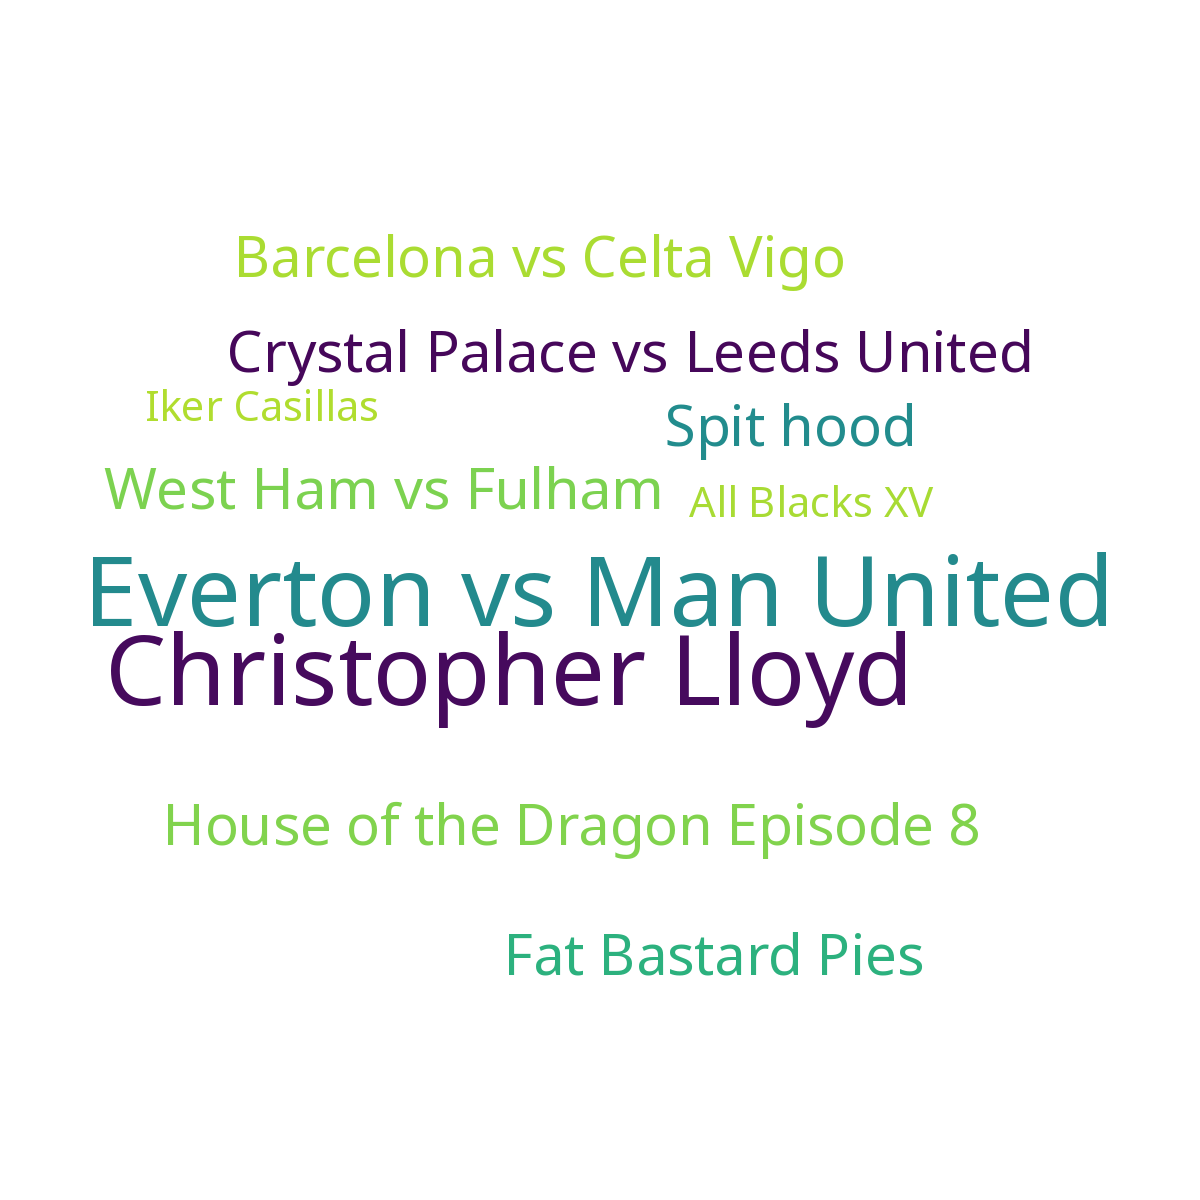 Barcelona vs Celta Vigo
Crystal Palace vs Leeds United
Iker Casillas
Spit hood
West Ham vs Fulham
All Blacks XV
Everton vs Man United
Christopher Lloyd
House of the Dragon Episode 8
Fat Bastard Pies